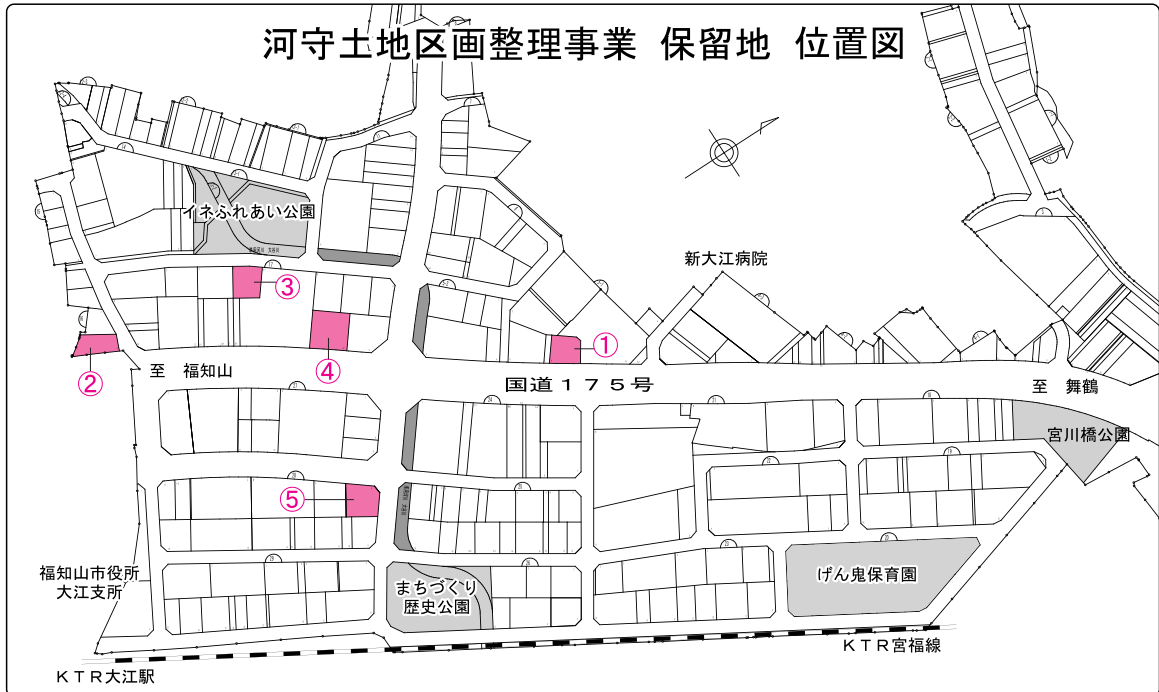 河守土地区画整理事業 保留地 位置図
イネふれあい公園
新大江病院
③
①
④
②
至 福知山
国道175号
至 舞鶴
宮川橋公園
⑤
福知山市役所
大江支所
まちづくり
歴史公園
げん鬼保育園
KTR宮福線
KTR大江駅